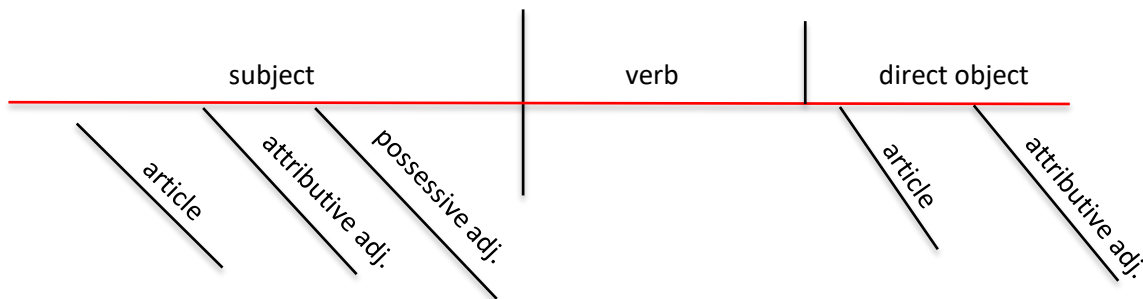 subject
verb
direct object
article
attributive adj.
possessive adj.
article
attributive adj.